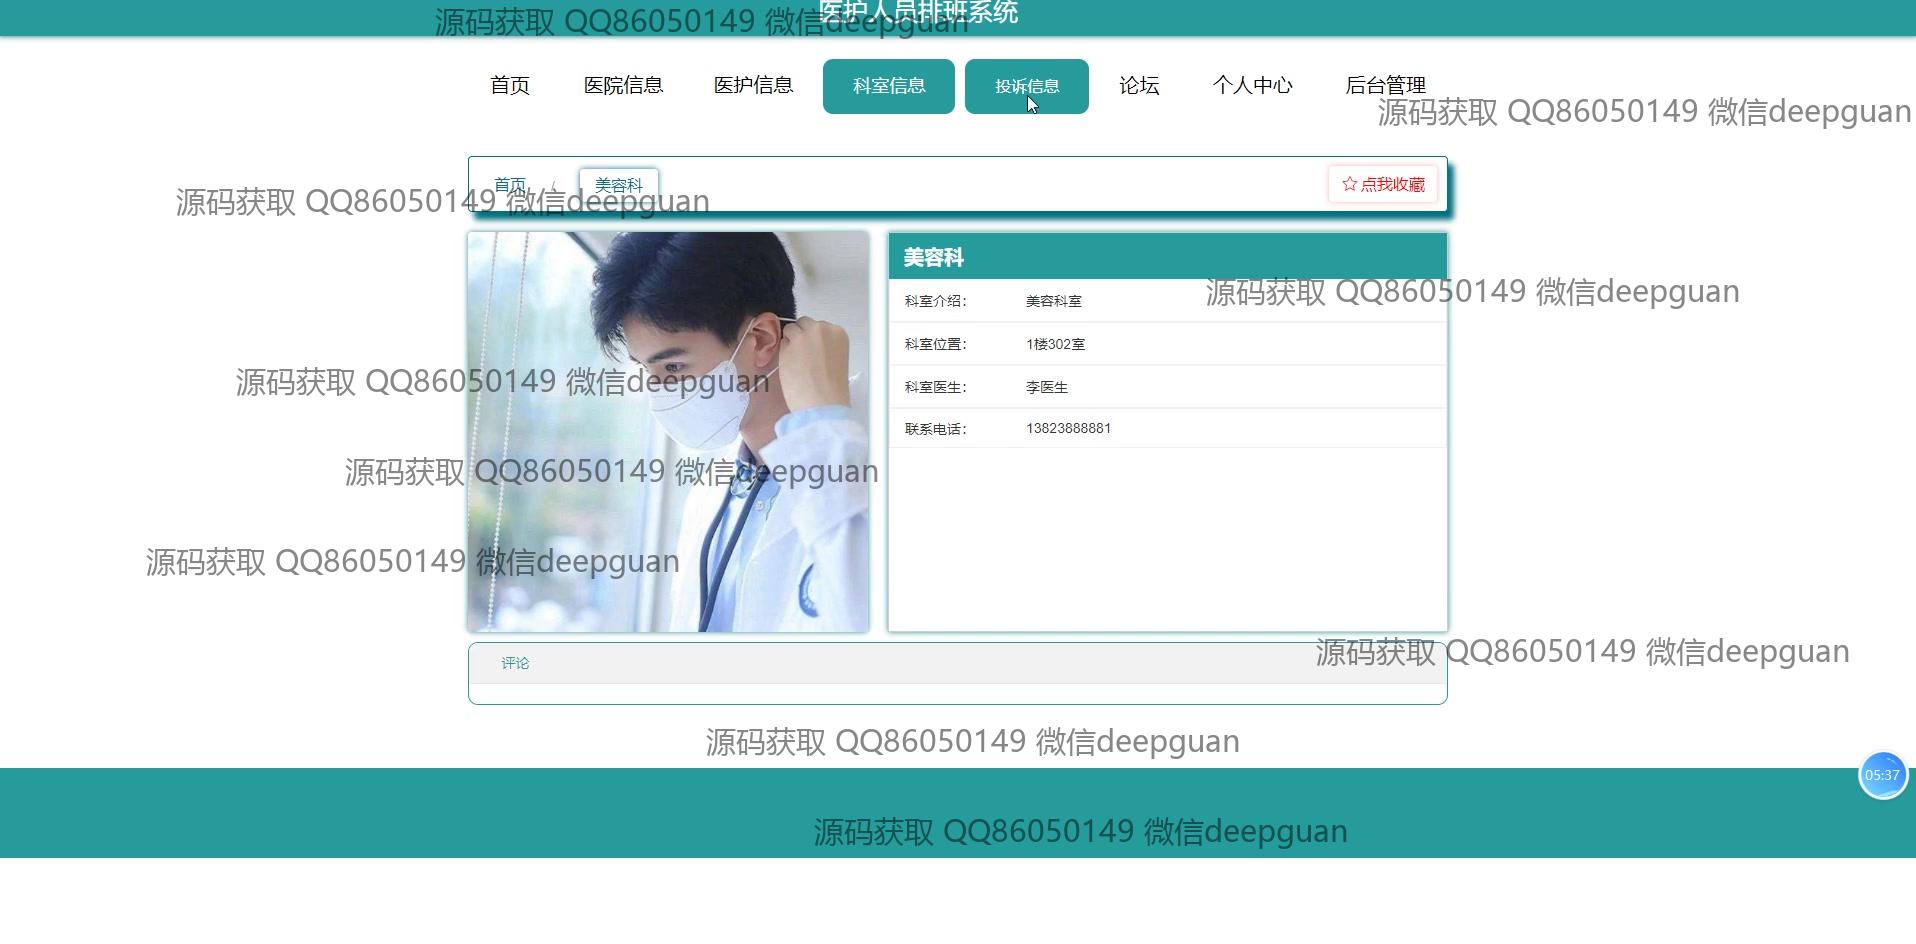 医护人员排班系统
源码获取 QQ86050149 微信deepguan
首页 医院信息 医护信息 科室信息 投诉信息 论坛 个人中心 后台管理
源码获取 QQ86050149 微信deepguan
首页 / 美容科 ☆点我收藏
源码获取 QQ86050149 微信deepguan
美容科
源码获取 QQ86050149 微信deepguan
科室介绍: 美容科室
科室位置: 1楼302室
源码获取 QQ86050149 微信deepguan
科室医生: 李医生
联系电话: 13823888881
源码获取 QQ86050149 微信deepguan
源码获取 QQ86050149 微信deepguan
源码获取 QQ86050149 微信deepguan
评论
源码获取 QQ86050149 微信deepguan
05:37
源码获取 QQ86050149 微信deepguan